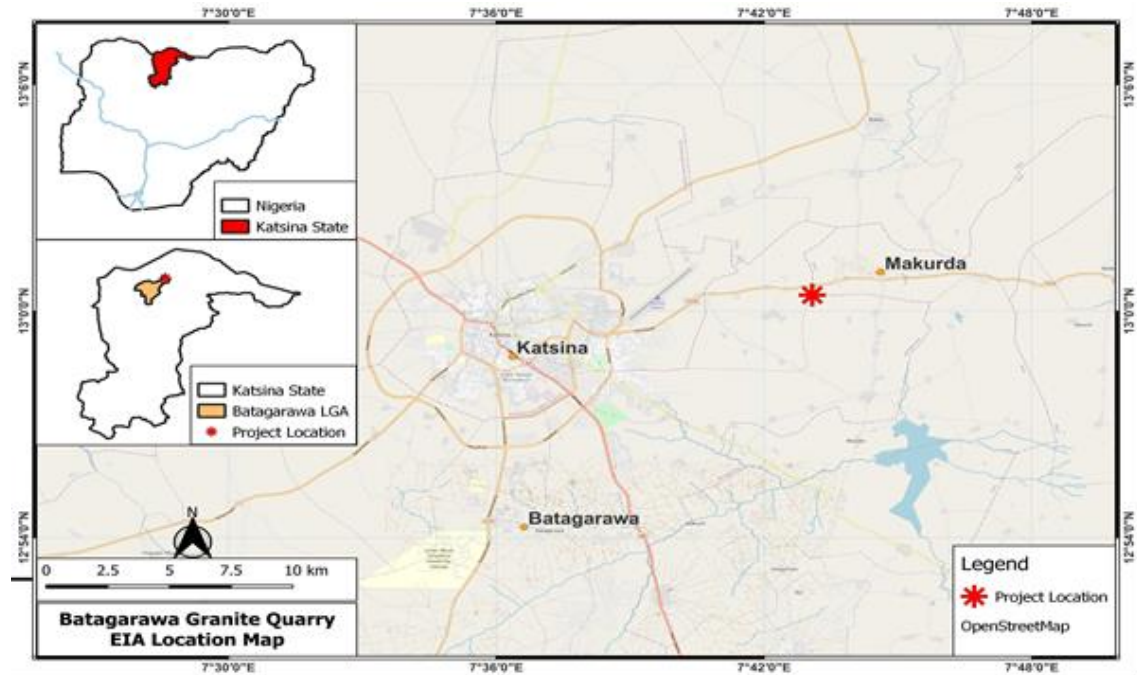 7°30'0"E 7°36'0"E 7°42'0"E 7°48'0"E
13°6'0"N
13°6'0"N
Nigeria
Katsina State
Makurda
13°0'0"N
13°0'0"N
Katsina
Katsina State
Batagarawa LGA
Project Location
Batagarawa
12°54'0"N
12°54'0"N
N
0 2.5 5 7.5 10 km
Batagarawa Granite Quarry
EIA Location Map
Legend
Project Location
OpenStreetMap
7°30'0"E 7°36'0"E 7°42'0"E 7°48'0"E